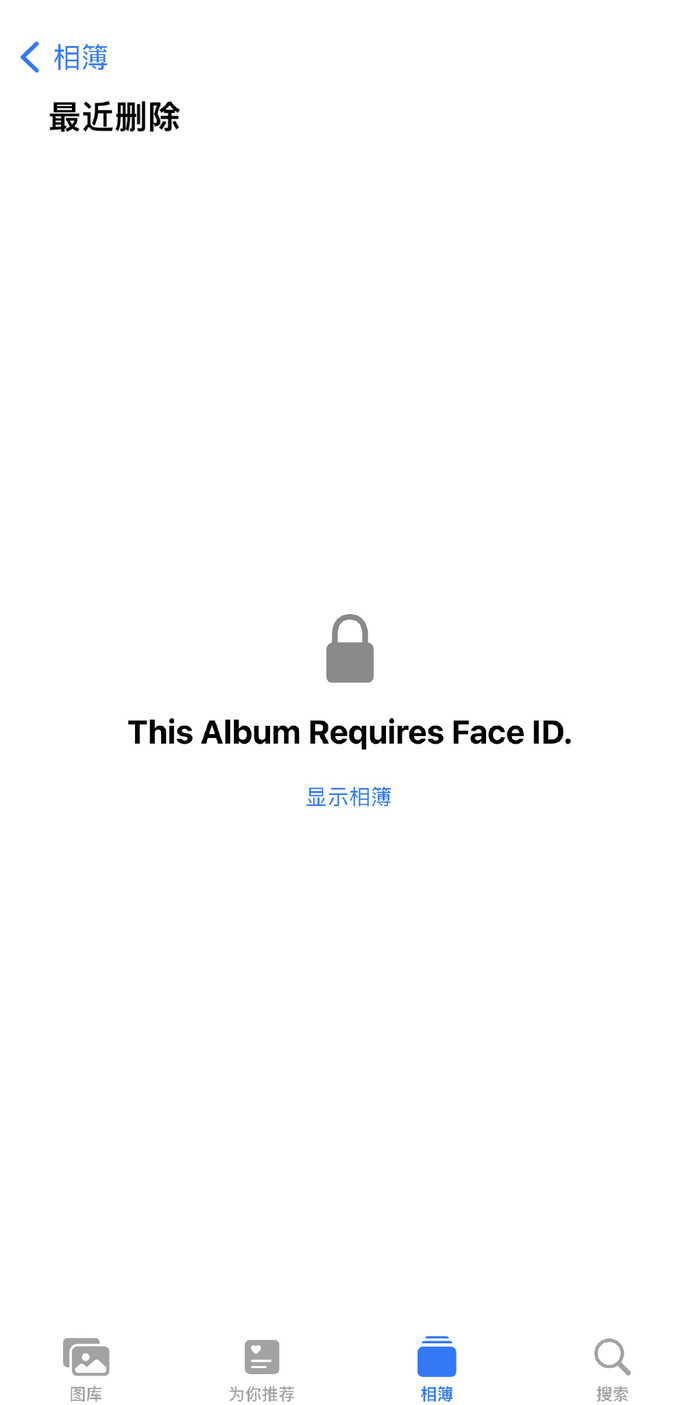 相簿
最近删除
This Album Requires Face ID.
显示相簿
图库
为你推荐
相簿
搜索